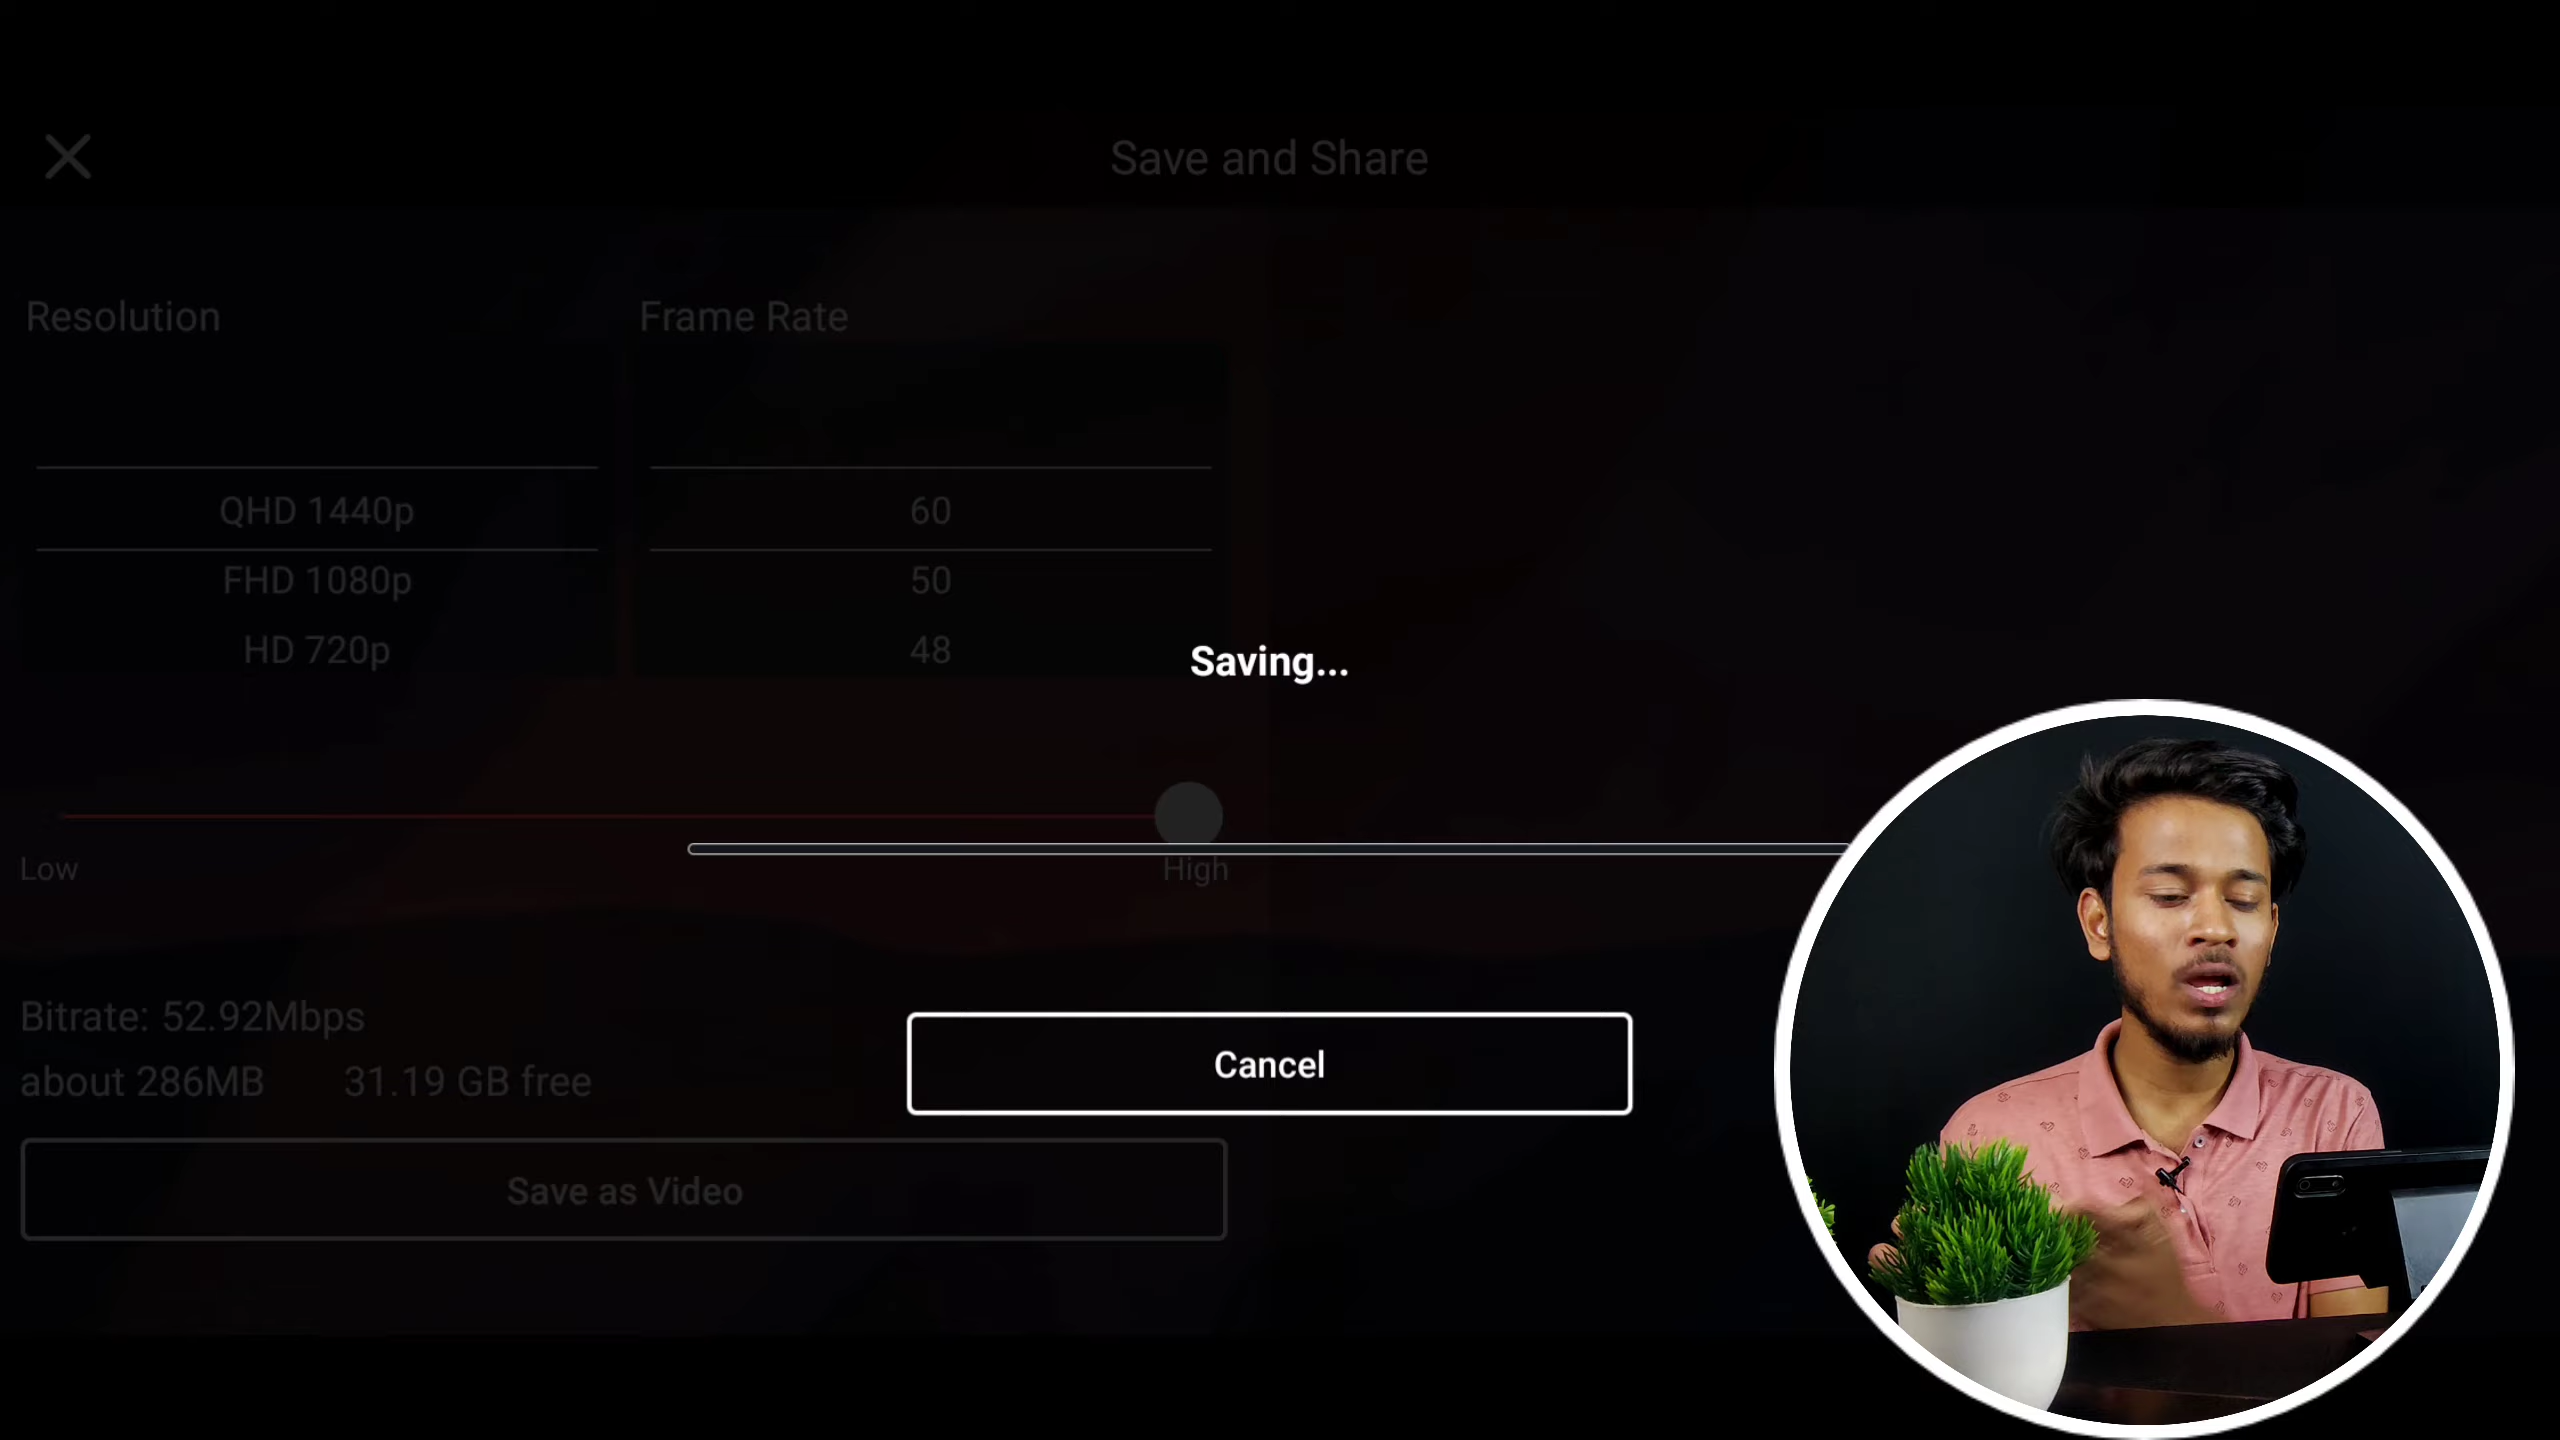 Save and Share
Resolution
Frame Rate
QHD 1440p
60
FHD 1080p
50
HD 720p
48
Saving...
Low
High
Bitrate: 52.92Mbps
about 286MB
31.19 GB free
Cancel
Save as Video